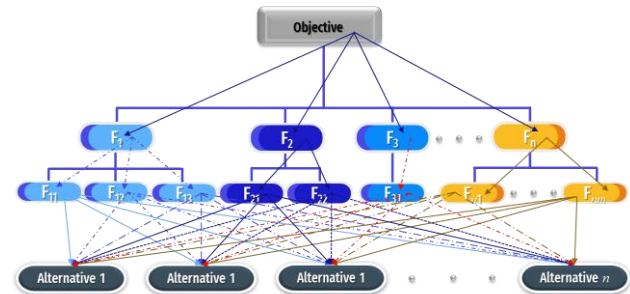 Objective
F1 F2 F3 Fn
F11 F12 F13 F21 F22 F31 Fn1 Fnm
Alternative 1 Alternative 1 Alternative 1 Alternative n